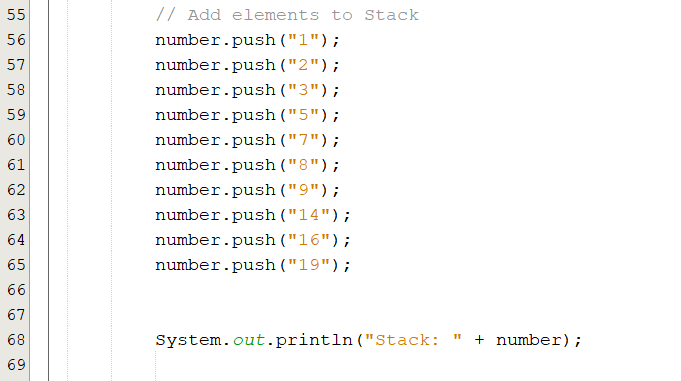 55 // Add elements to Stack
56 number.push("1");
57 number.push("2");
58 number.push("3");
59 number.push("5");
60 number.push("7");
61 number.push("8");
62 number.push("9");
63 number.push("14");
64 number.push("16");
65 number.push("19");
66
67
68 System.out.println("Stack: " + number);
69